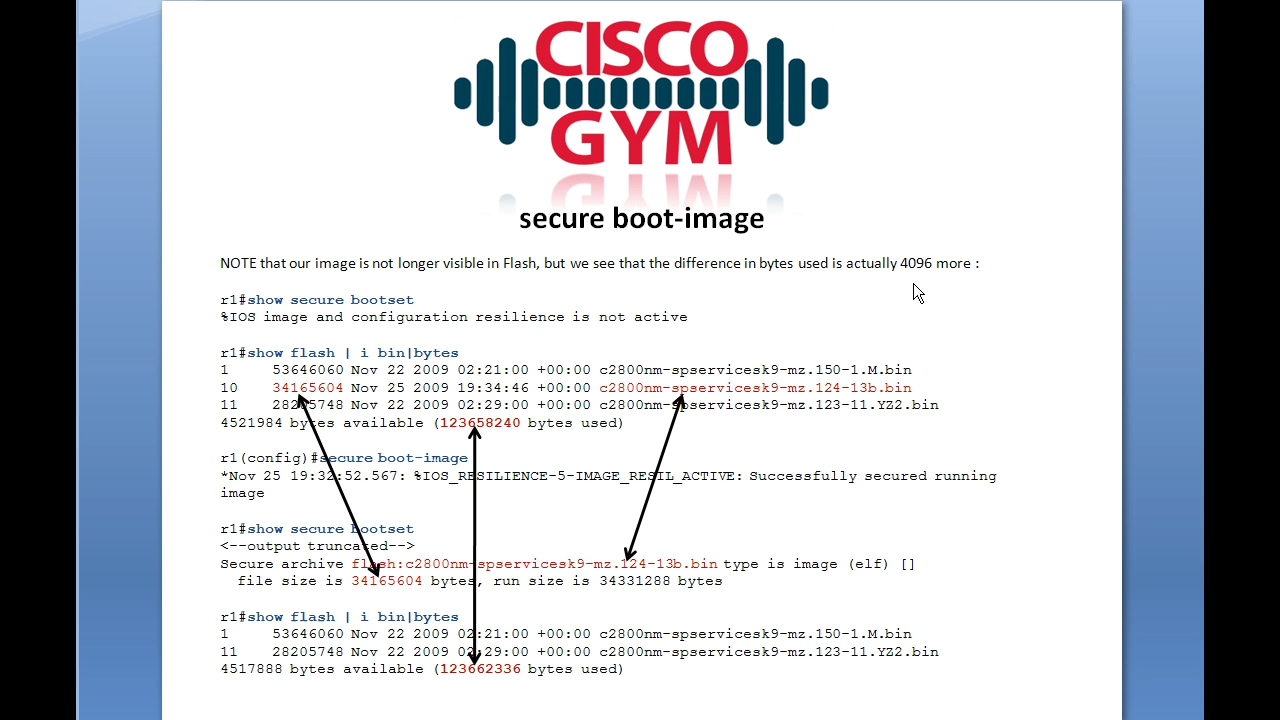 CISCO
GYM
secure boot-image
NOTE that our image is not longer visible in Flash, but we see that the difference in bytes used is actually 4096 more :
r1#show secure bootset
%IOS image and configuration resilience is not active
r1#show flash | i bin|bytes
1 53646060 Nov 22 2009 02:21:00 +00:00 c2800nm-spservicesk9-mz.150-1.M.bin
10 34165604 Nov 25 2009 19:34:46 +00:00 c2800nm-spservicesk9-mz.124-13b.bin
11 28205748 Nov 22 2009 02:29:00 +00:00 c2800nm-spservicesk9-mz.123-11.YZ2.bin
4521984 bytes available (123658240 bytes used)
r1(config)#secure boot-image
*Nov 25 19:32:52.567: %IOS_RESILIENCE-5-IMAGE_RESIL_ACTIVE: Successfully secured running
image
r1#show secure bootset
<--output truncated-->
Secure archive flash:c2800nm-spservicesk9-mz.124-13b.bin type is image (elf) []
file size is 34165604 bytes, run size is 34331288 bytes
r1#show flash | i bin|bytes
1 53646060 Nov 22 2009 02:21:00 +00:00 c2800nm-spservicesk9-mz.150-1.M.bin
11 28205748 Nov 22 2009 02:29:00 +00:00 c2800nm-spservicesk9-mz.123-11.YZ2.bin
4517888 bytes available (123662336 bytes used)